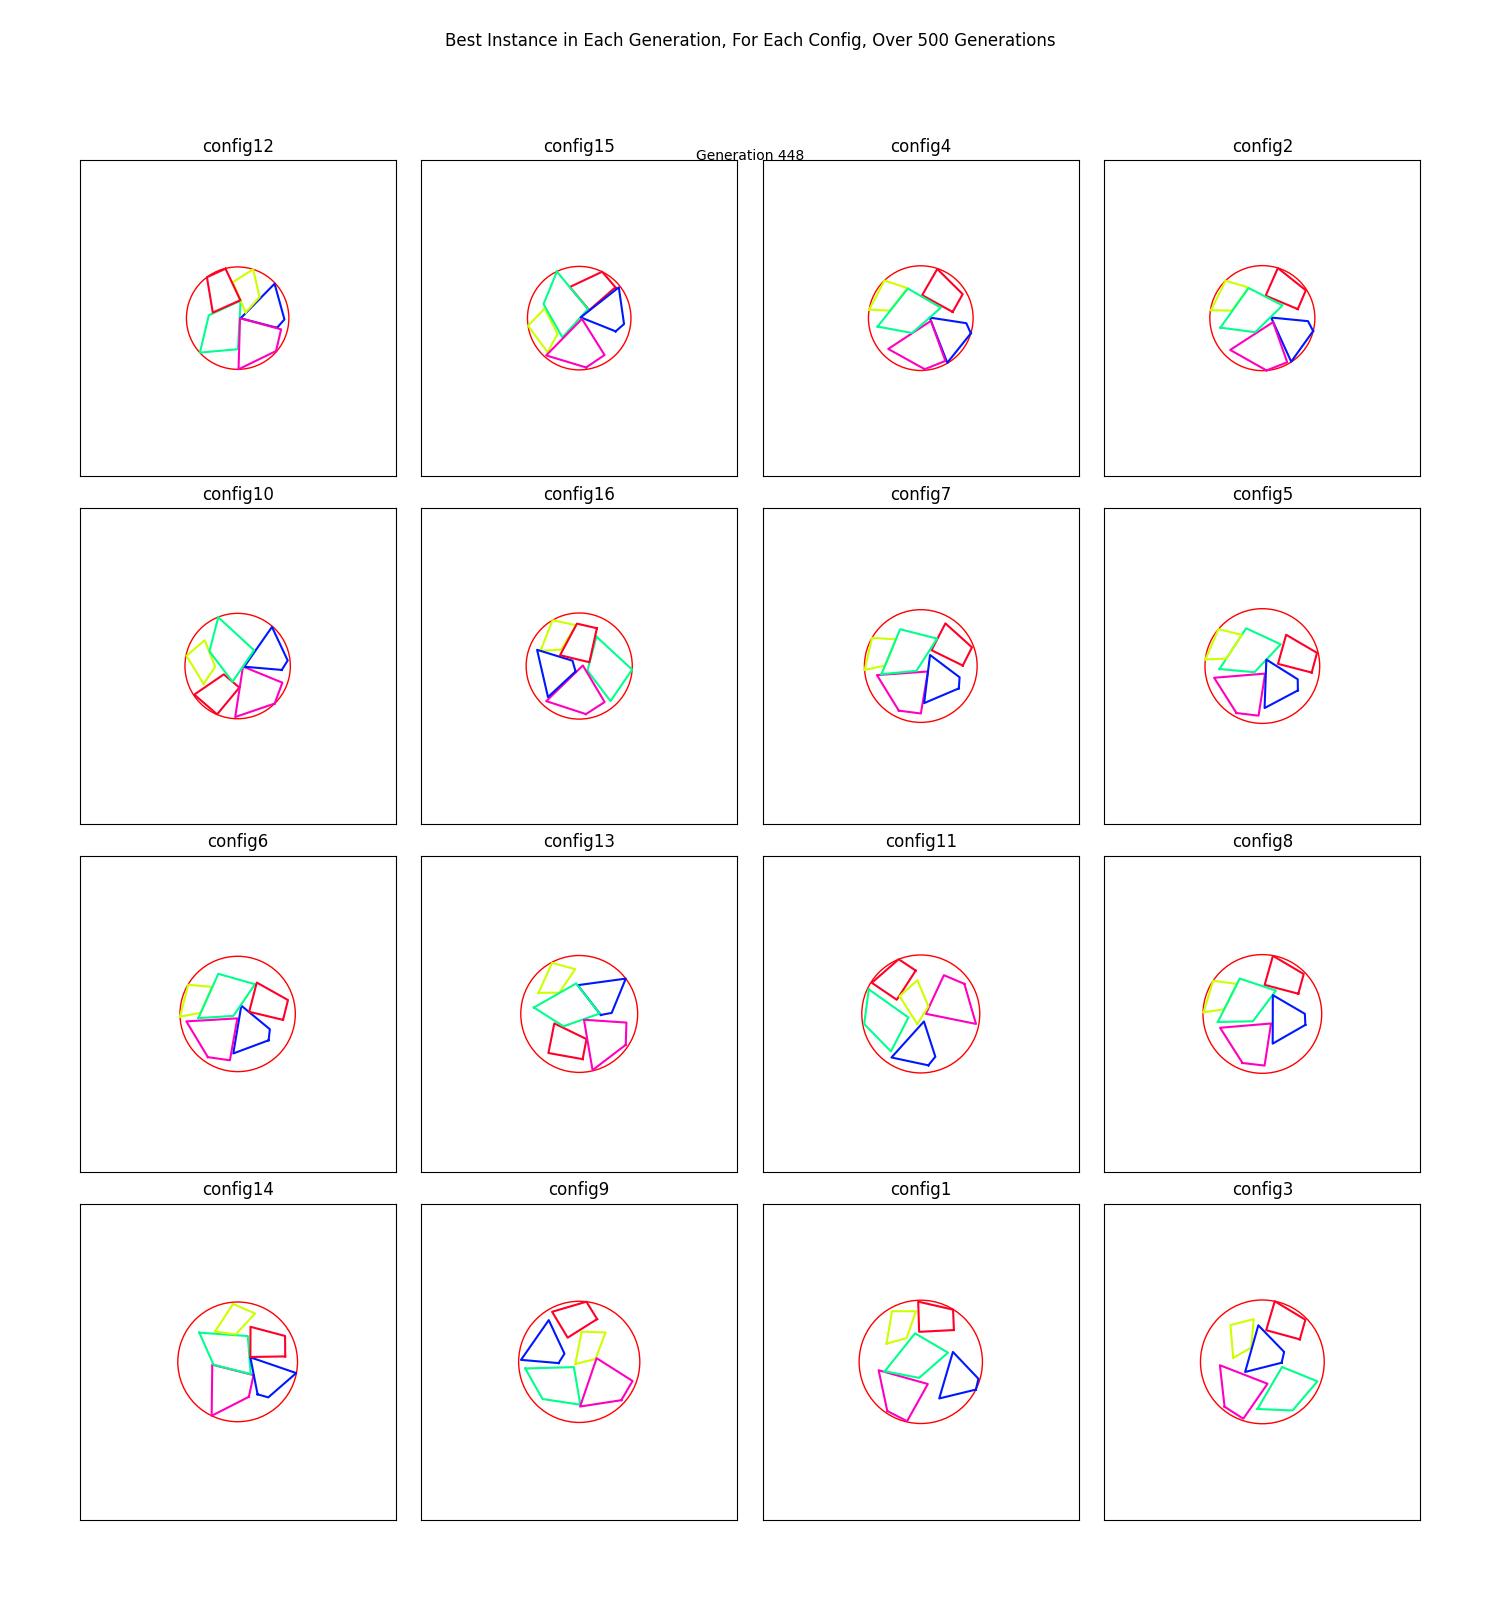 Best Instance in Each Generation, For Each Config, Over 500 Generations
Generation 448
config12
config15
config4
config2
config10
config16
config7
config5
config6
config13
config11
config8
config14
config9
config1
config3